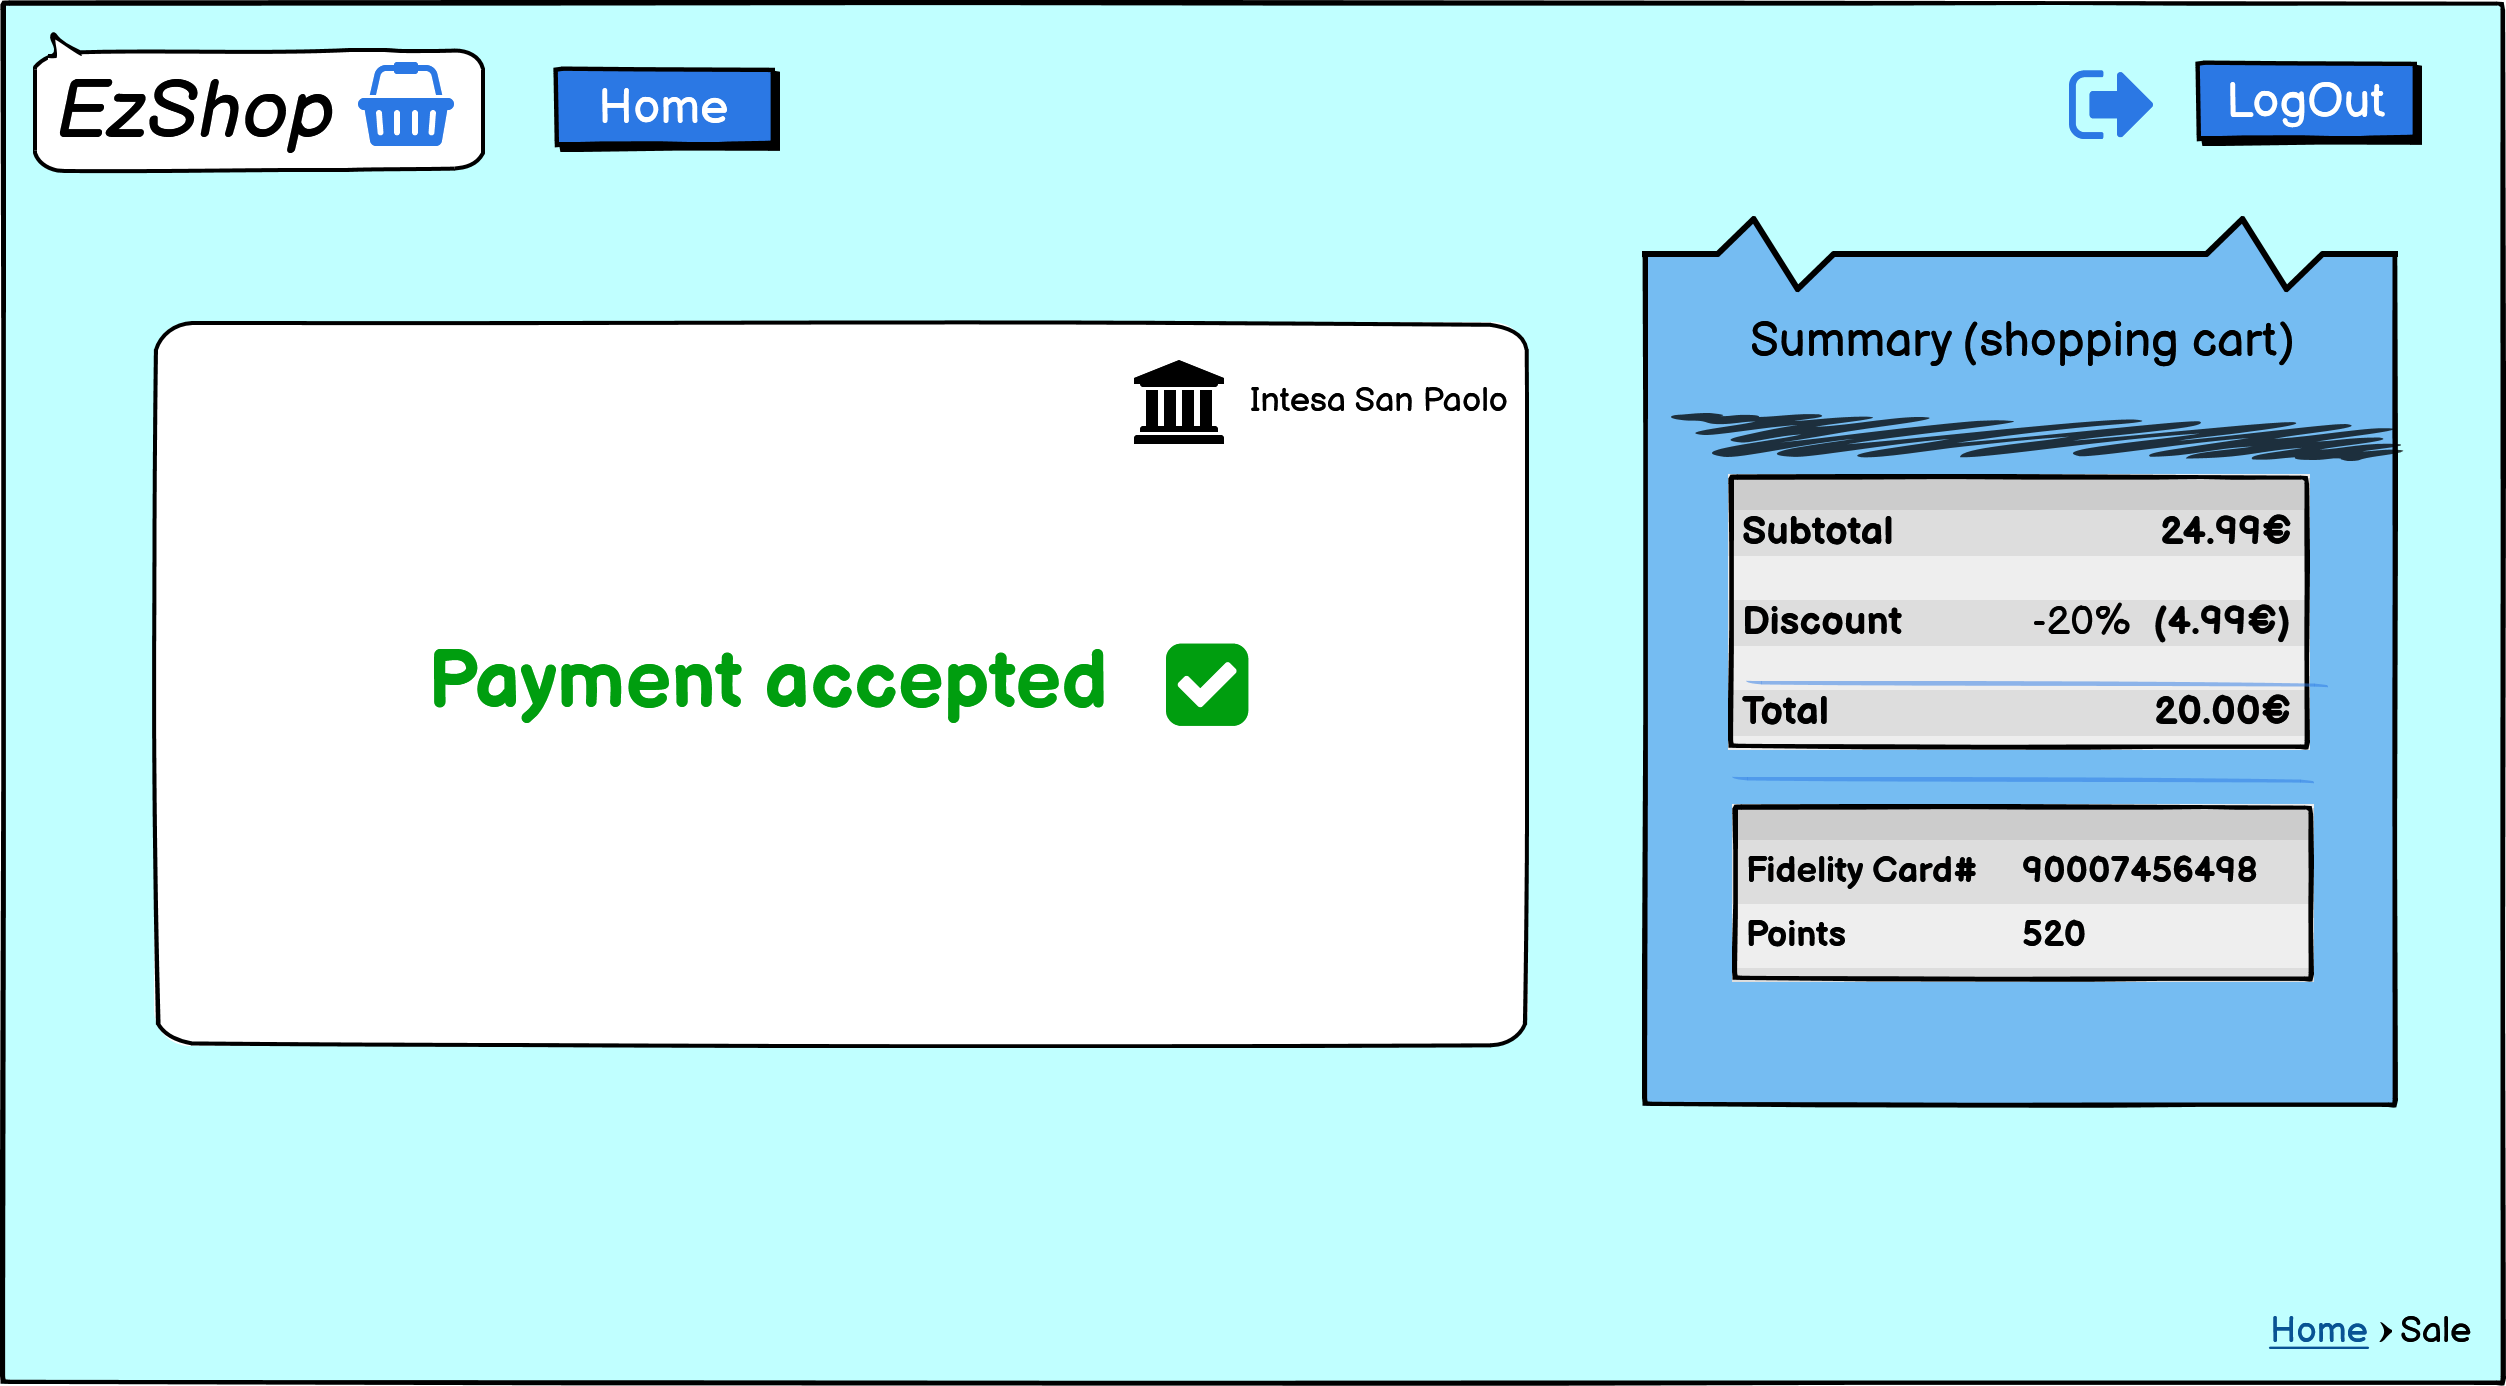 EzShop
Home
LogOut
Intesa San Paolo
Payment accepted
Summary (shopping cart)
Subtotal 24.99€
Discount -20% (4.99€)
Total 20.00€
Fidelity Card# 90007456498
Points 520
Home › Sale